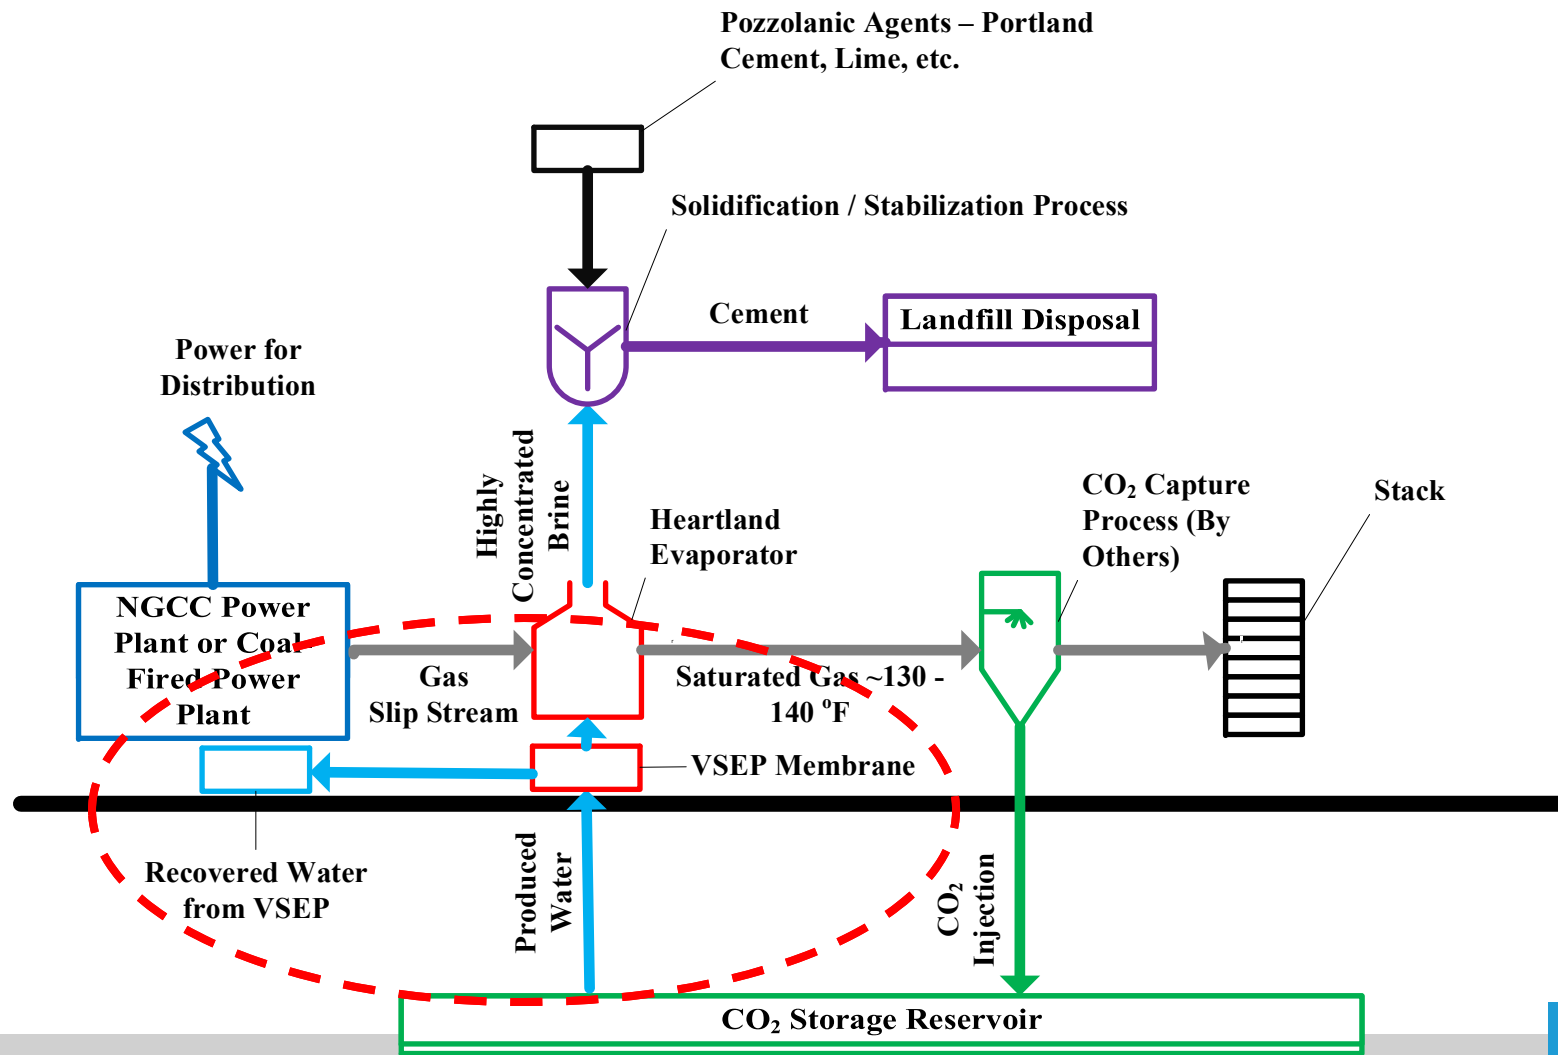 Pozzolanic Agents – Portland
Cement, Lime, etc.
Solidification / Stabilization Process
Cement
Landfill Disposal
Power for
Distribution
Highly
Concentrated
Brine
Heartland
Evaporator
CO₂ Capture
Process (By
Others)
Stack
NGCC Power
Plant or Coal-
Fired Power
Plant
Gas
Slip Stream
Saturated Gas ~130 -
140 °F
VSEP Membrane
Recovered Water
from VSEP
Produced
Water
CO₂
Injection
CO₂ Storage Reservoir